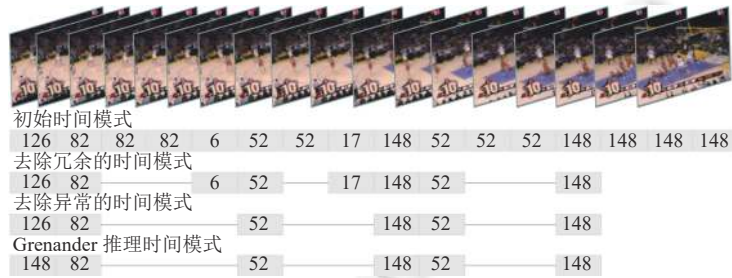 初始时间模式
126 82 82 82 6 52 52 17 148 52 52 52 148 148 148 148
去除冗余的时间模式
126 82 6 52 17 148 52 148
去除异常的时间模式
126 82 52 148 52 148
Grenander 推理时间模式
148 82 52 148 52 148